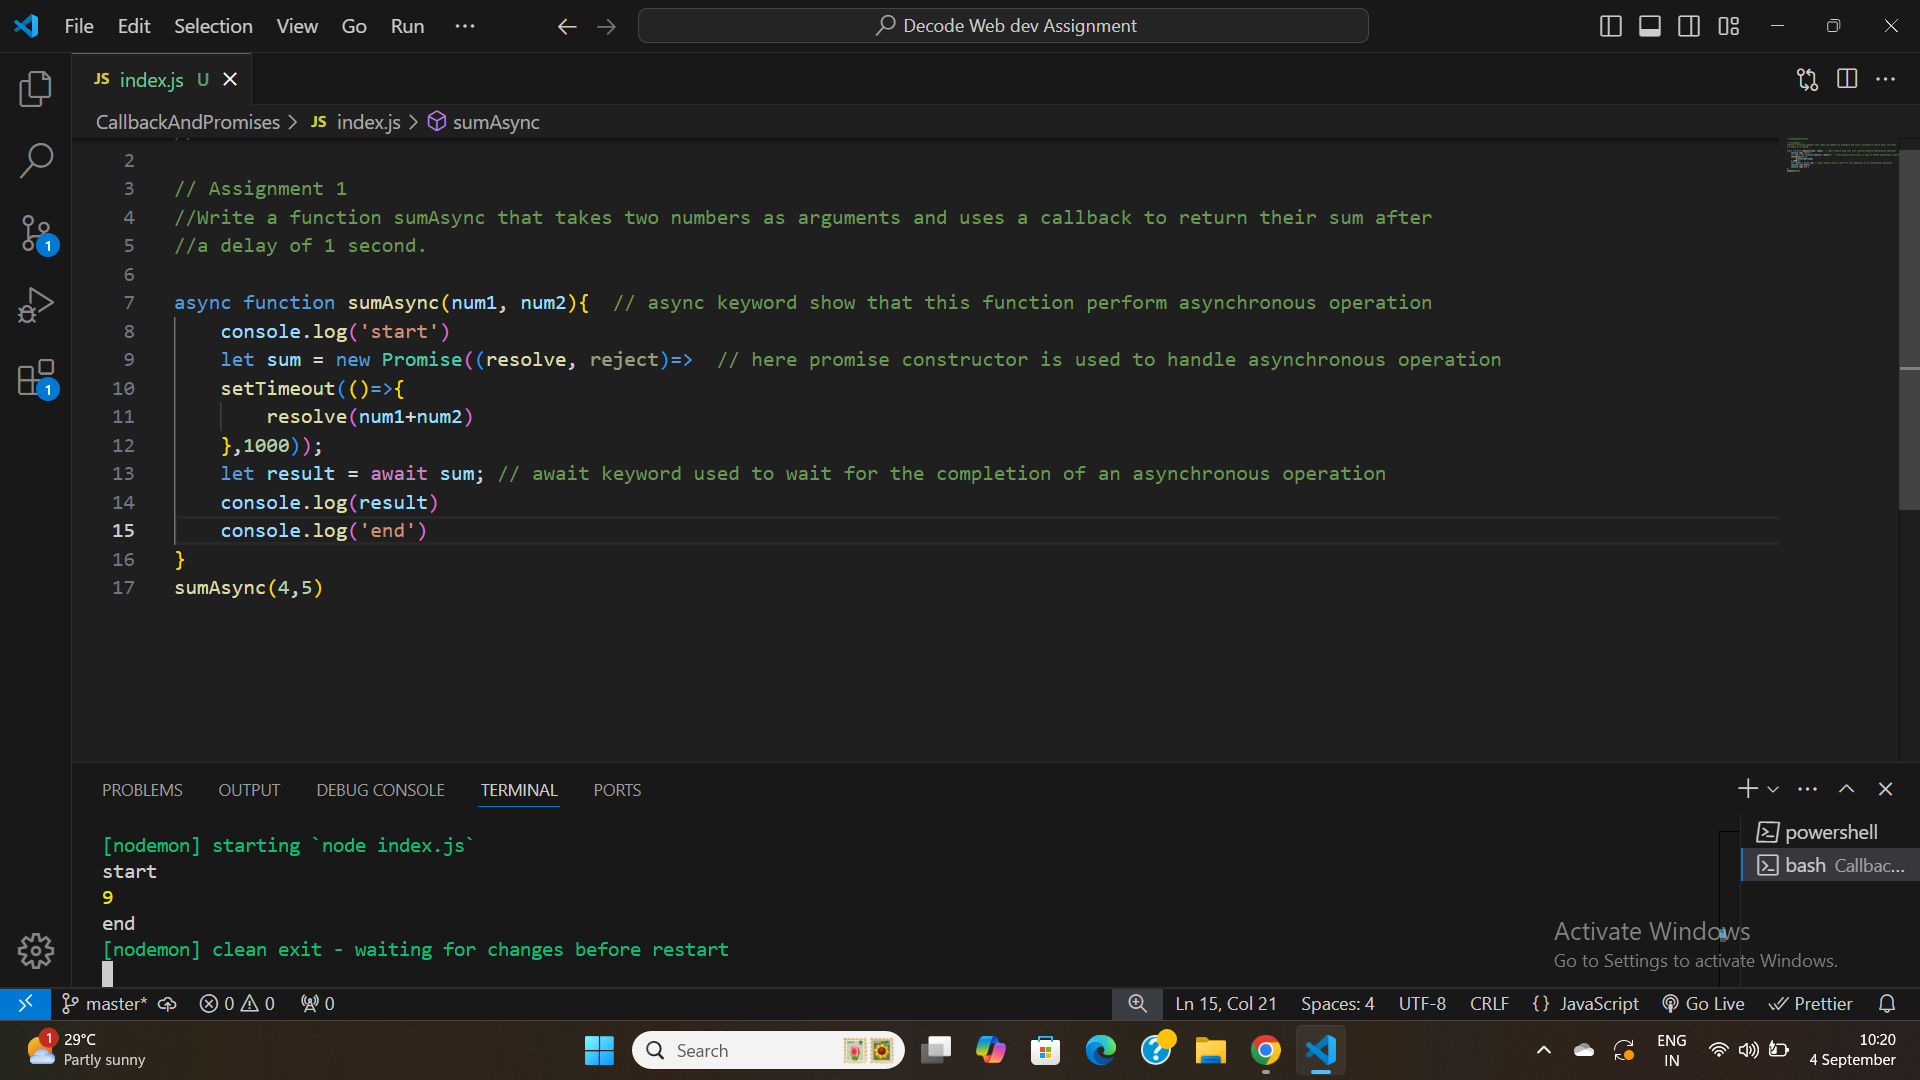 File Edit Selection View Go Run ···
Decode Web dev Assignment
JS index.js U
CallbackAndPromises > JS index.js > sumAsync
2
3 // Assignment 1
4 //Write a function sumAsync that takes two numbers as arguments and uses a callback to return their sum after
5 //a delay of 1 second.
6
7 async function sumAsync(num1, num2){  // async keyword show that this function perform asynchronous operation
8     console.log('start')
9     let sum = new Promise((resolve, reject)=>  // here promise constructor is used to handle asynchronous operation
10     setTimeout(()=>{
11         resolve(num1+num2)
12     },1000));
13     let result = await sum; // await keyword used to wait for the completion of an asynchronous operation
14     console.log(result)
15     console.log('end')
16 }
17 sumAsync(4,5)
1
1
PROBLEMS OUTPUT DEBUG CONSOLE TERMINAL PORTS
[nodemon] starting `node index.js`
start
9
end
[nodemon] clean exit - waiting for changes before restart
powershell
bash Callbac...
Activate Windows
Go to Settings to activate Windows.
master* 0 0 0
Ln 15, Col 21 Spaces: 4 UTF-8 CRLF {} JavaScript Go Live Prettier
1
29°C
Partly sunny
Search
ENG
IN
10:20
4 September